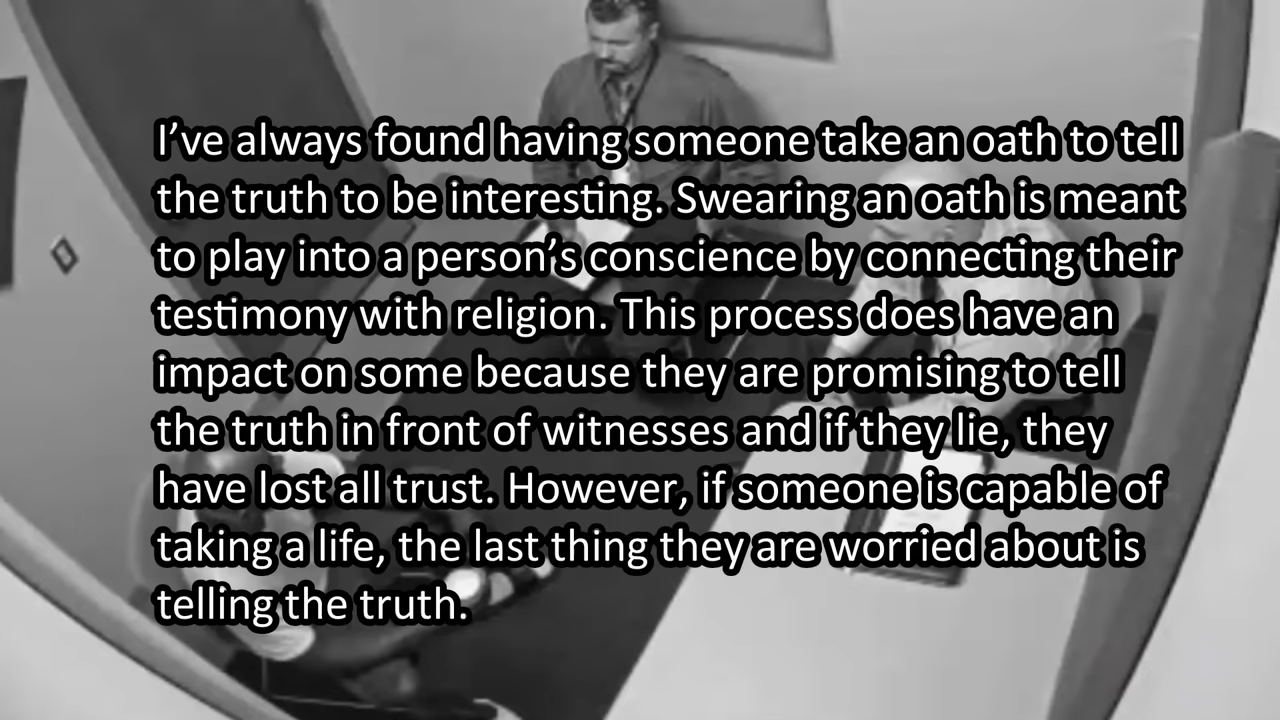 I’ve always found having someone take an oath to tell
the truth to be interesting. Swearing an oath is meant
to play into a person’s conscience by connecting their
testimony with religion. This process does have an
impact on some because they are promising to tell
the truth in front of witnesses and if they lie, they
have lost all trust. However, if someone is capable of
taking a life, the last thing they are worried about is
telling the truth.